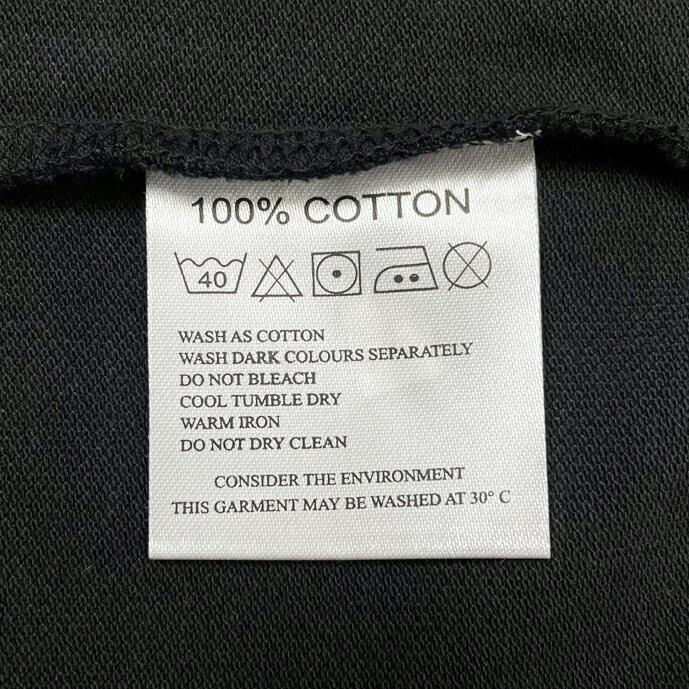 100% COTTON
40
WASH AS COTTON
WASH DARK COLOURS SEPARATELY
DO NOT BLEACH
COOL TUMBLE DRY
WARM IRON
DO NOT DRY CLEAN
CONSIDER THE ENVIRONMENT
THIS GARMENT MAY BE WASHED AT 30° C